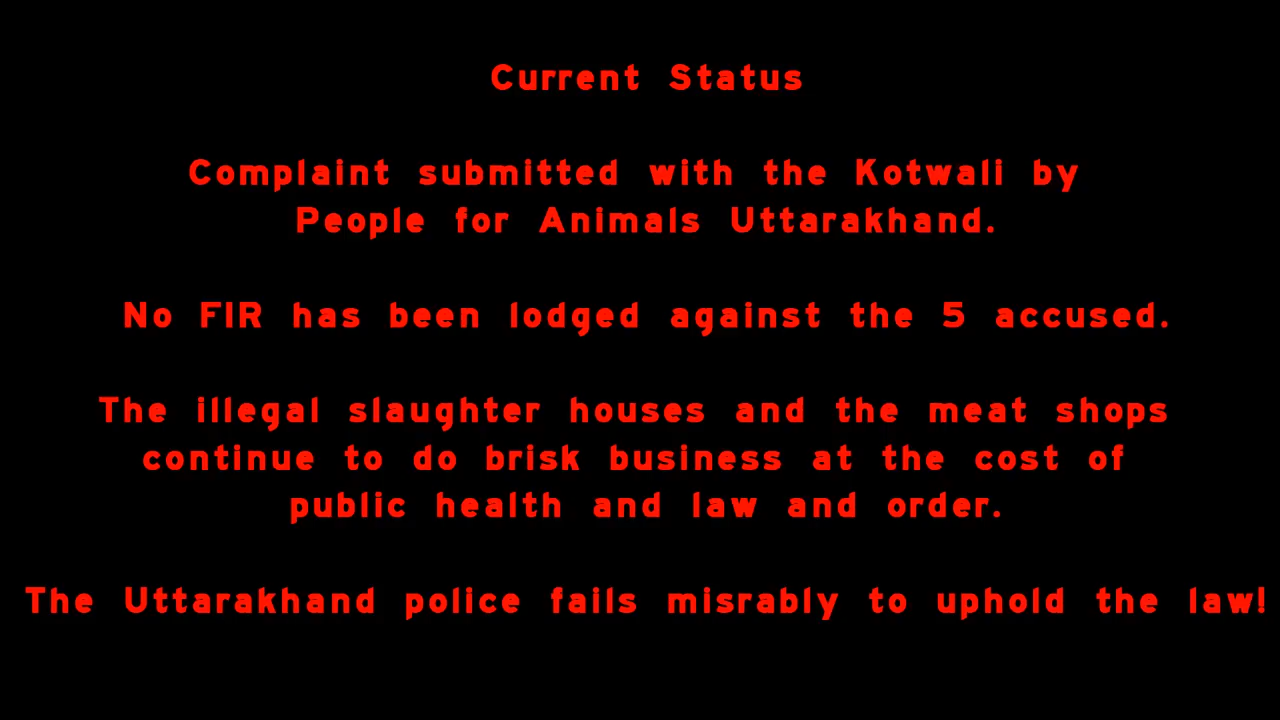 Current Status
Complaint submitted with the Kotwali by
People for Animals Uttarakhand.
No FIR has been lodged against the 5 accused.
The illegal slaughter houses and the meat shops
continue to do brisk business at the cost of
public health and law and order.
The Uttarakhand police fails misrably to uphold the law!